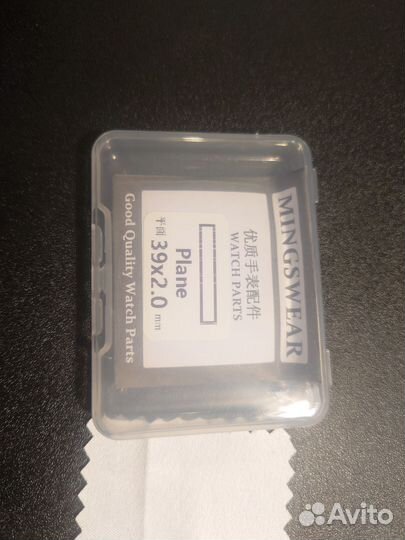 MINGSWEAR
优质手表配件
WATCH PARTS
Plane
平面 39x2.0 mm
Good Quality Watch Parts
Avito